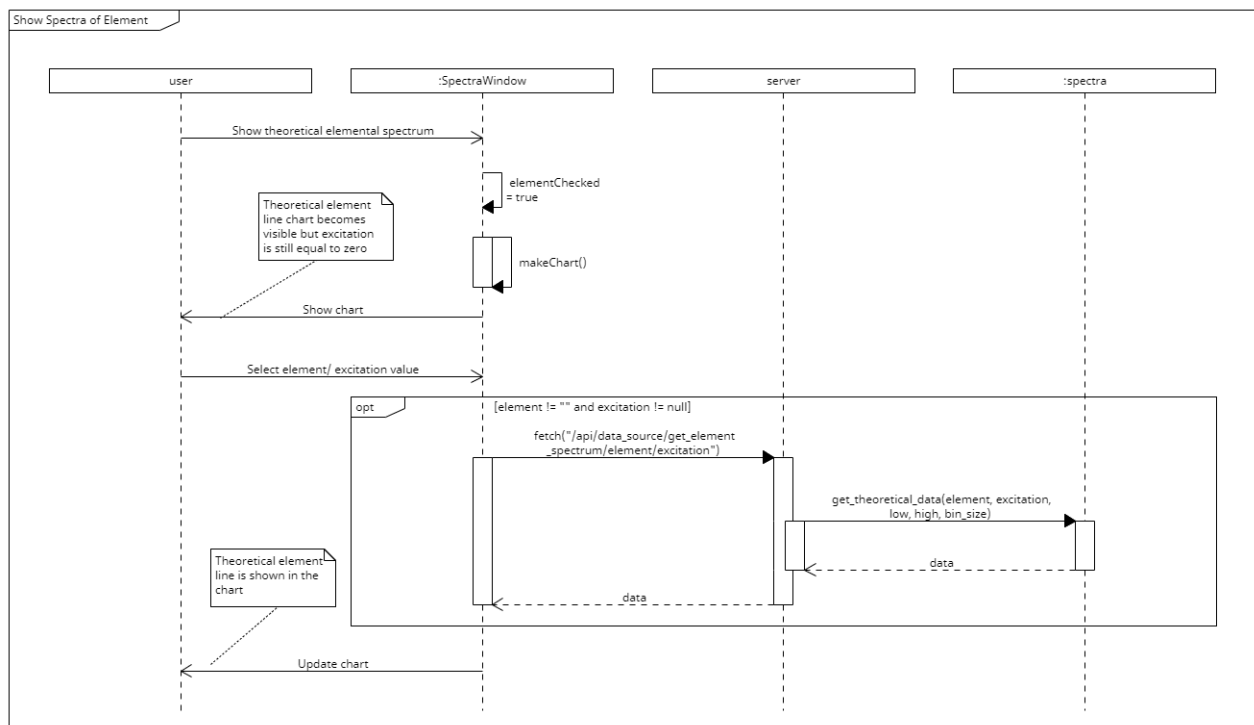 Show Spectra of Element
user
:SpectraWindow
server
:spectra
Show theoretical elemental spectrum
elementChecked
= true
Theoretical element
line chart becomes
visible but excitation
is still equal to zero
makeChart()
Show chart
Select element/ excitation value
opt
[element != "" and excitation != null]
fetch("/api/data_source/get_element
_spectrum/element/excitation")
get_theoretical_data(element, excitation,
low, high, bin_size)
data
Theoretical element
line is shown in the
chart
data
Update chart